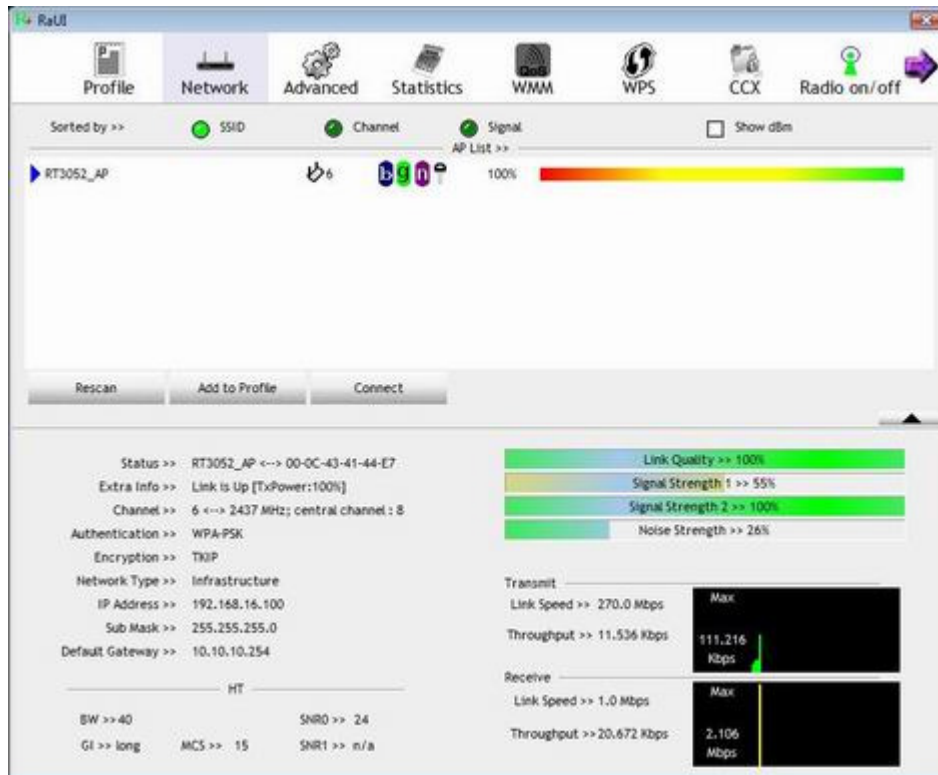 RaUI
Profile Network Advanced Statistics QoS WMM WPS CCX Radio on/off
Sorted by >> SSID Channel Signal Show dBm
AP List >>
RT3052_AP 6 b g n 100%
Rescan Add to Profile Connect
Status >> RT3052_AP <--> 00-0C-43-41-44-E7
Extra Info >> Link is Up [TxPower:100%]
Channel >> 6 <--> 2437 MHz; central channel : 8
Authentication >> WPA-PSK
Encryption >> TKIP
Network Type >> Infrastructure
IP Address >> 192.168.16.100
Sub Mask >> 255.255.255.0
Default Gateway >> 10.10.10.254
HT
BW >> 40 SNR0 >> 24
GI >> long MCS >> 15 SNR1 >> n/a
Link Quality >> 100%
Signal Strength 1 >> 55%
Signal Strength 2 >> 100%
Noise Strength >> 26%
Transmit
Link Speed >> 270.0 Mbps
Throughput >> 11.536 Kbps
Max
111.216
Kbps
Receive
Link Speed >> 1.0 Mbps
Throughput >> 20.672 Kbps
Max
2.106
Mbps